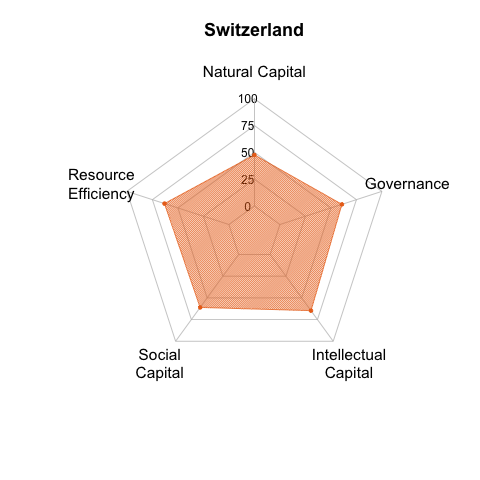 Switzerland
Natural Capital
100
75
50
25
0
Resource
Efficiency
Governance
Social
Capital
Intellectual
Capital